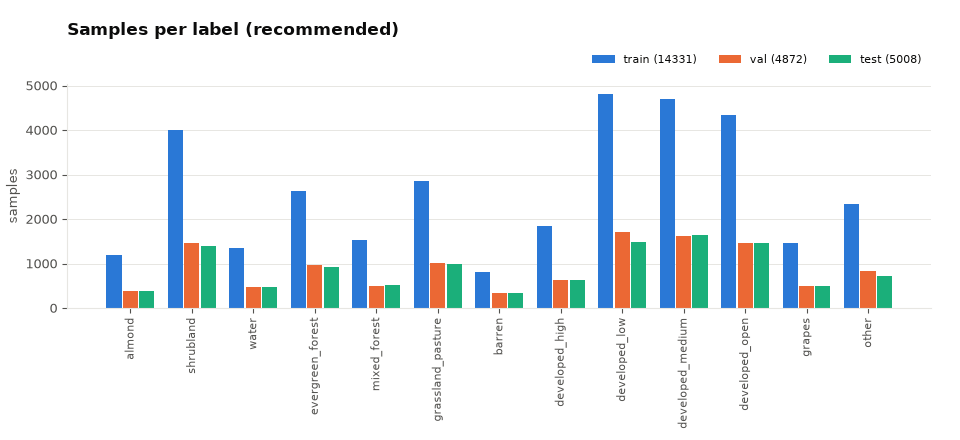 Samples per label (recommended)
train (14331) val (4872) test (5008)
5000
4000
3000
2000
1000
0
samples
almond
shrubland
water
evergreen_forest
mixed_forest
grassland_pasture
barren
developed_high
developed_low
developed_medium
developed_open
grapes
other